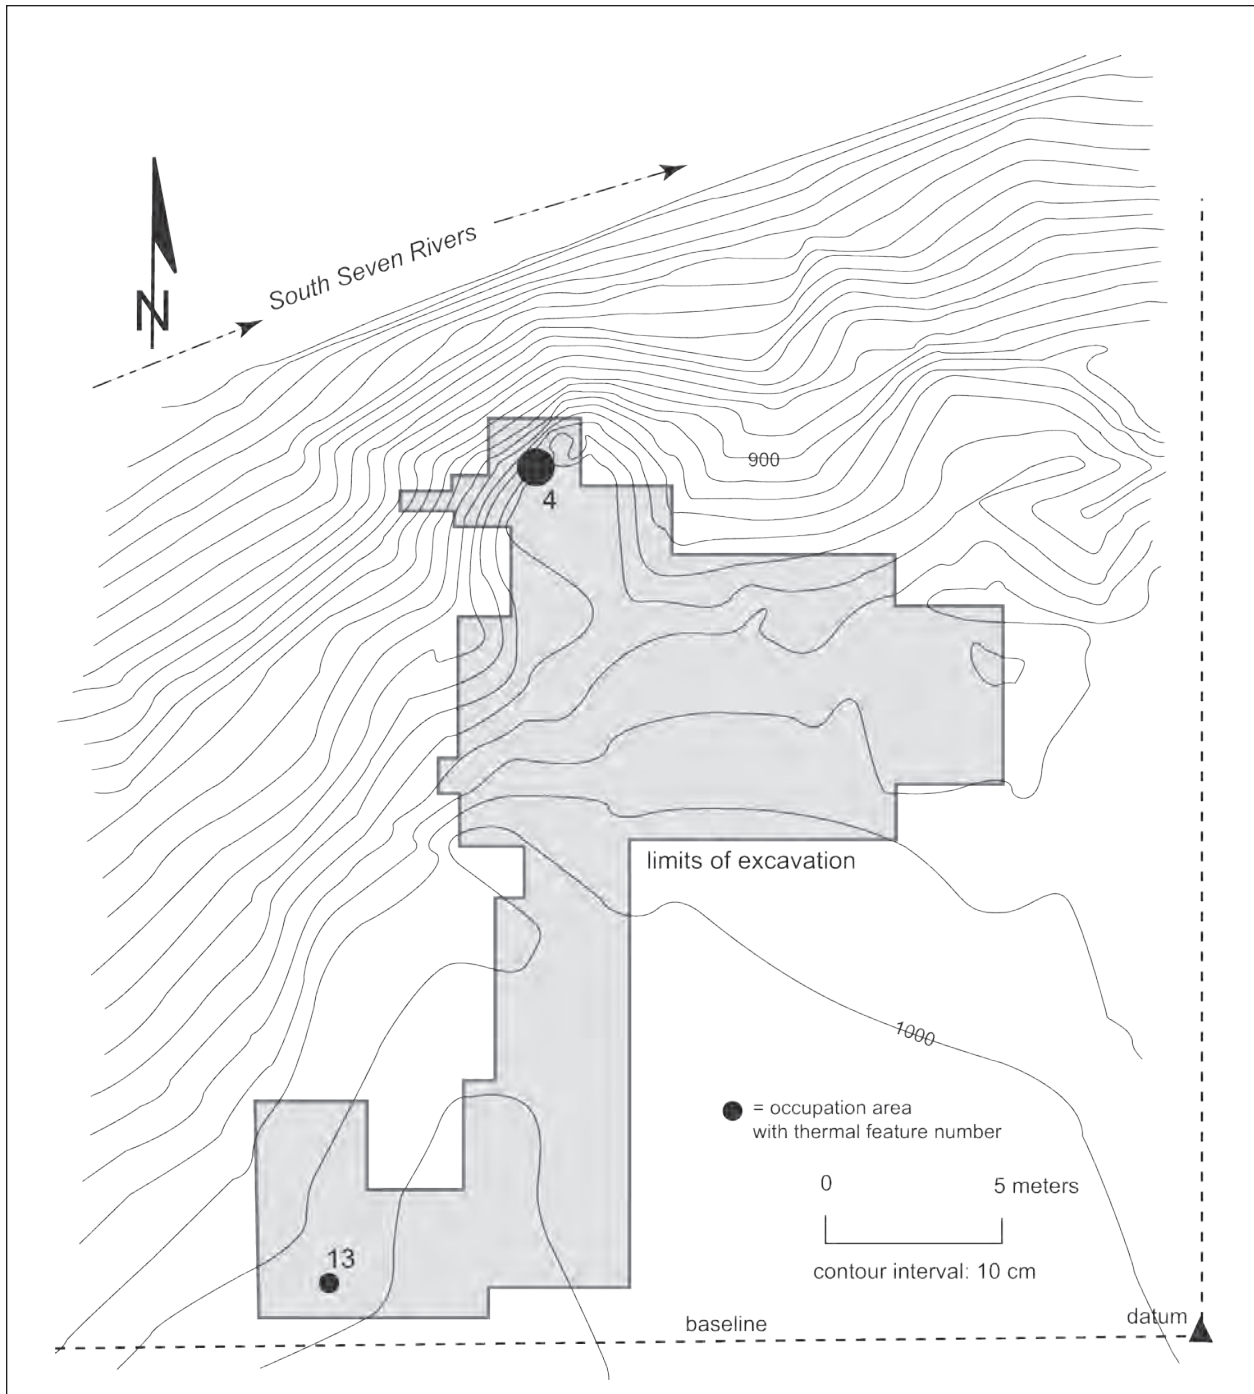 South Seven Rivers
N
900
4
limits of excavation
1000
= occupation area
with thermal feature number
0 5 meters
13
contour interval: 10 cm
datum
baseline